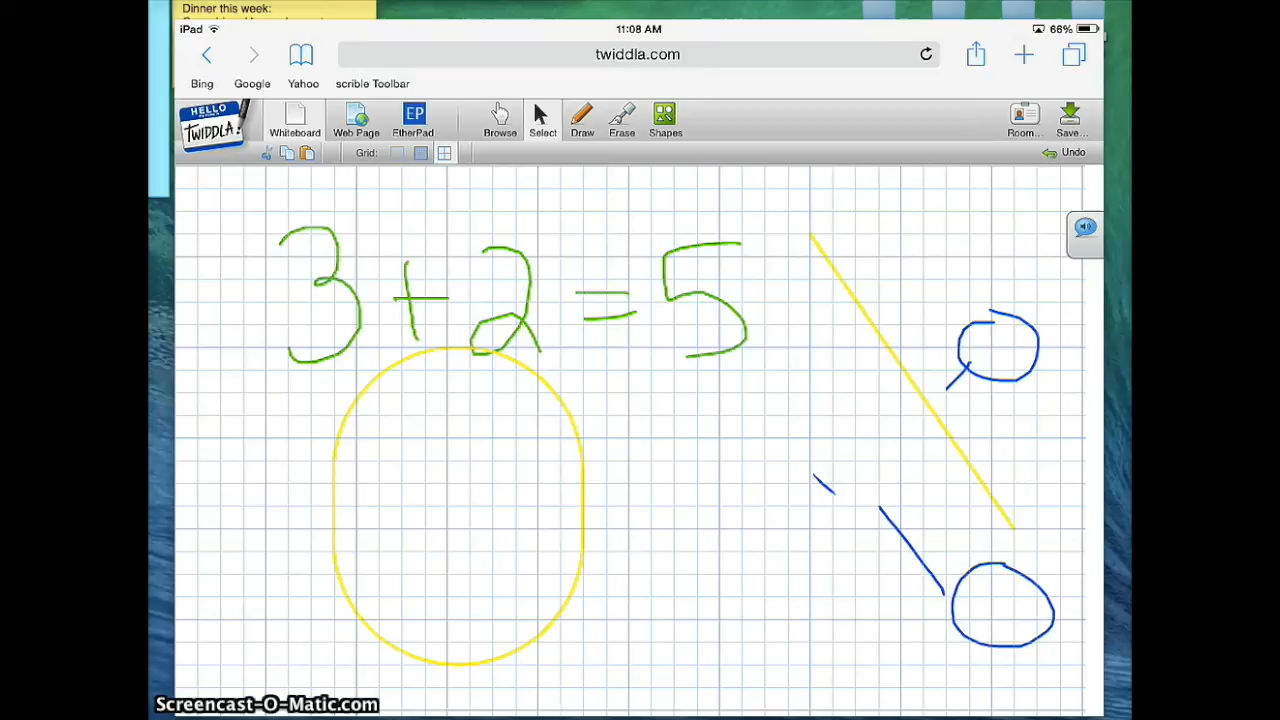 Dinner this week:
iPad 11:08 AM 66%
twiddla.com
Bing Google Yahoo scrible Toolbar
HELLO
TWIDDLA!
EP
Whiteboard Web Page EtherPad Browse Select Draw Erase Shapes Room... Save...
Grid: Undo
3+2=5
Screencast-O-Matic.com